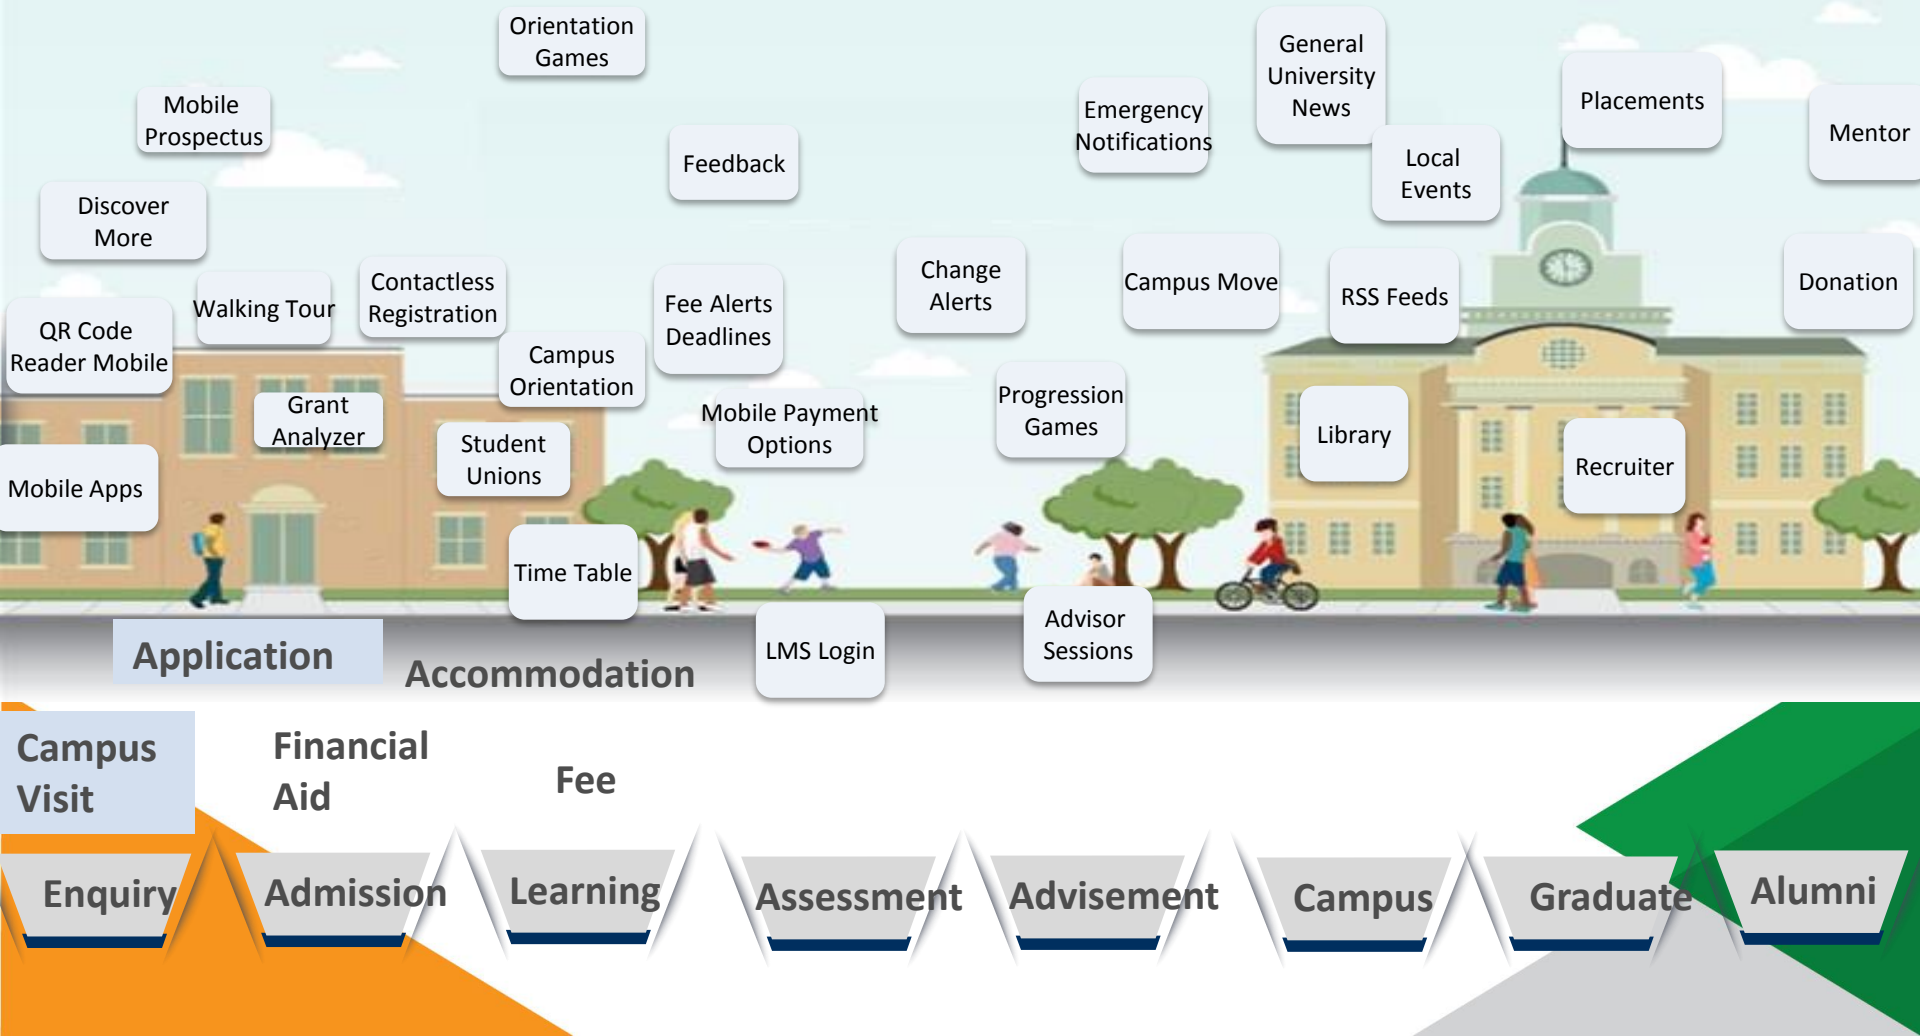 Orientation
Games
General
University
News
Placements
Mobile
Prospectus
Emergency
Notifications
Mentor
Feedback
Local
Events
Discover
More
Contactless
Registration
Change
Alerts
Campus Move
Donation
Walking Tour
Fee Alerts
Deadlines
RSS Feeds
QR Code
Reader Mobile
Campus
Orientation
Grant
Analyzer
Mobile Payment
Options
Progression
Games
Library
Student
Unions
Recruiter
Mobile Apps
Time Table
LMS Login
Advisor
Sessions
Application
Accommodation
Campus
Visit
Financial
Aid
Fee
Enquiry
Admission
Learning
Assessment
Advisement
Campus
Graduate
Alumni